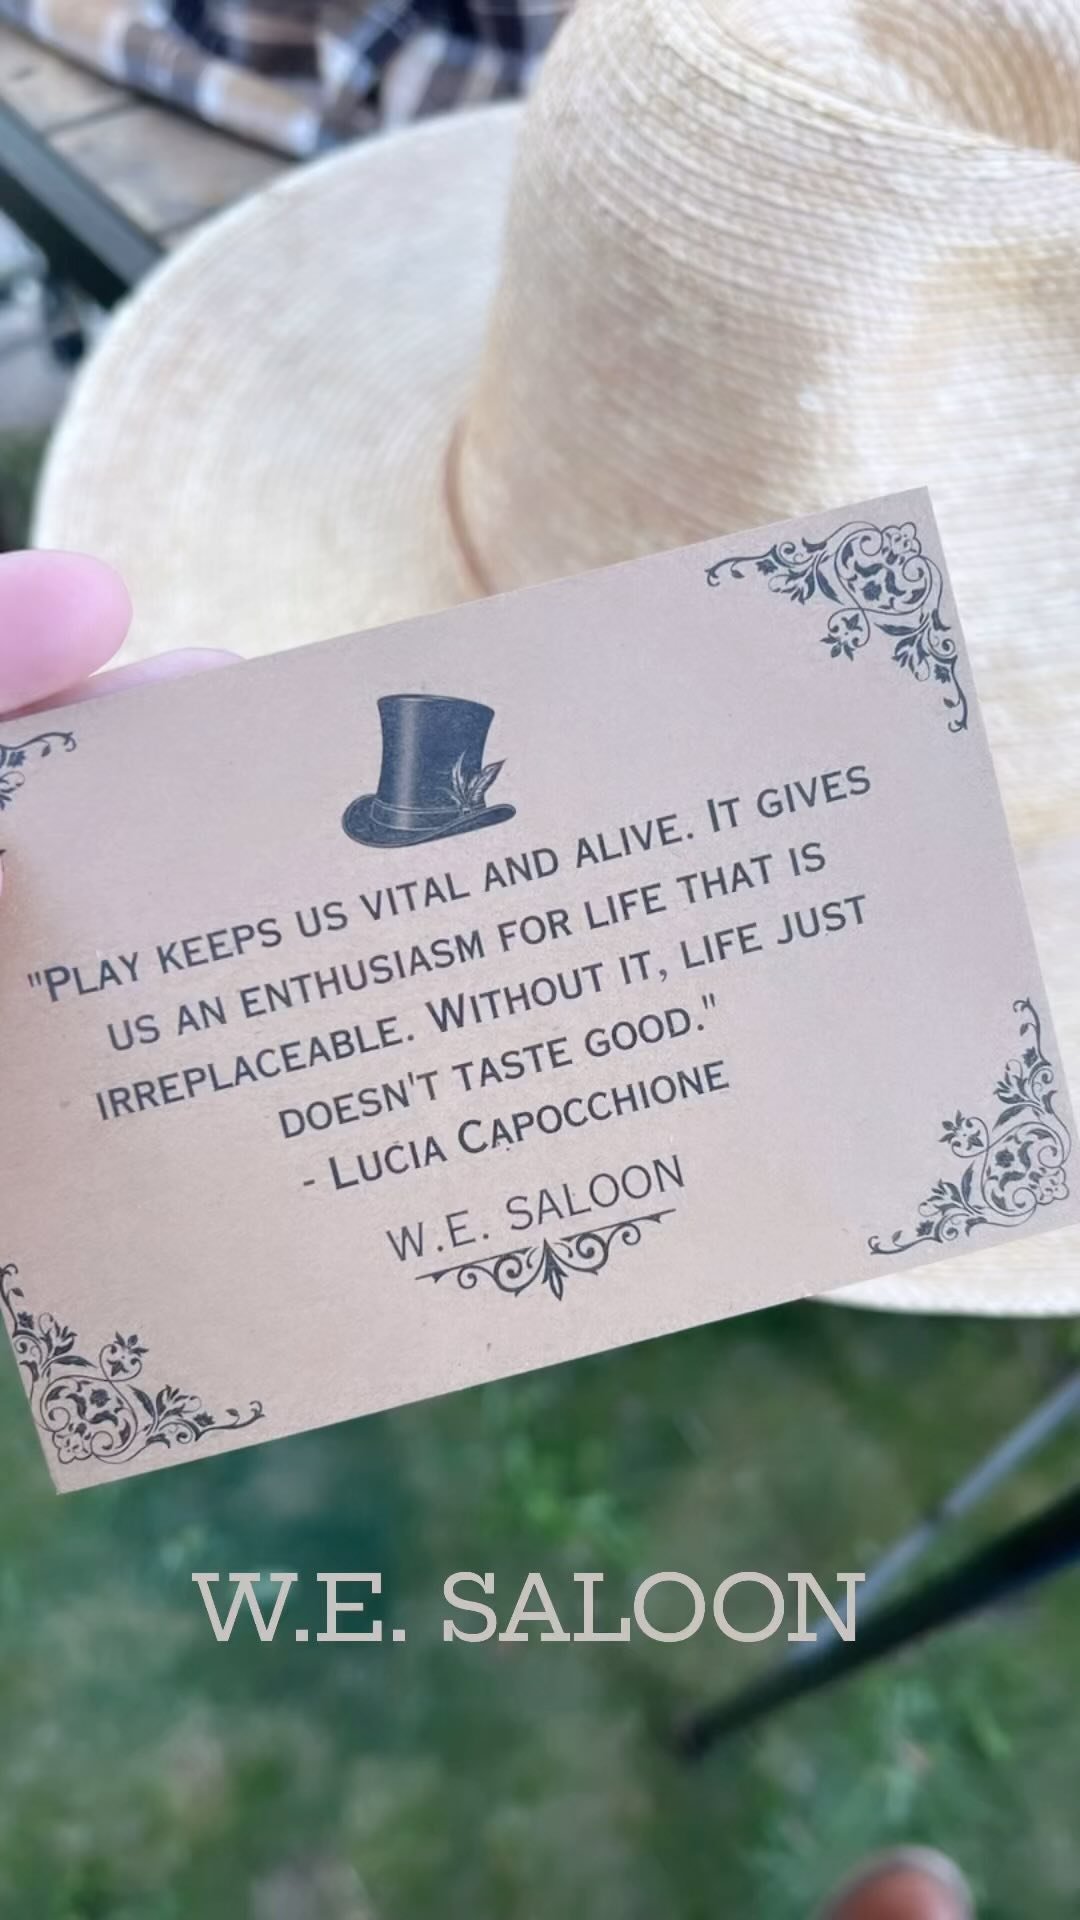 "Play keeps us vital and alive. It gives
us an enthusiasm for life that is
irreplaceable. Without it, life just
doesn't taste good."
- Lucia Capocchione
W.E. SALOON
W.E. SALOON